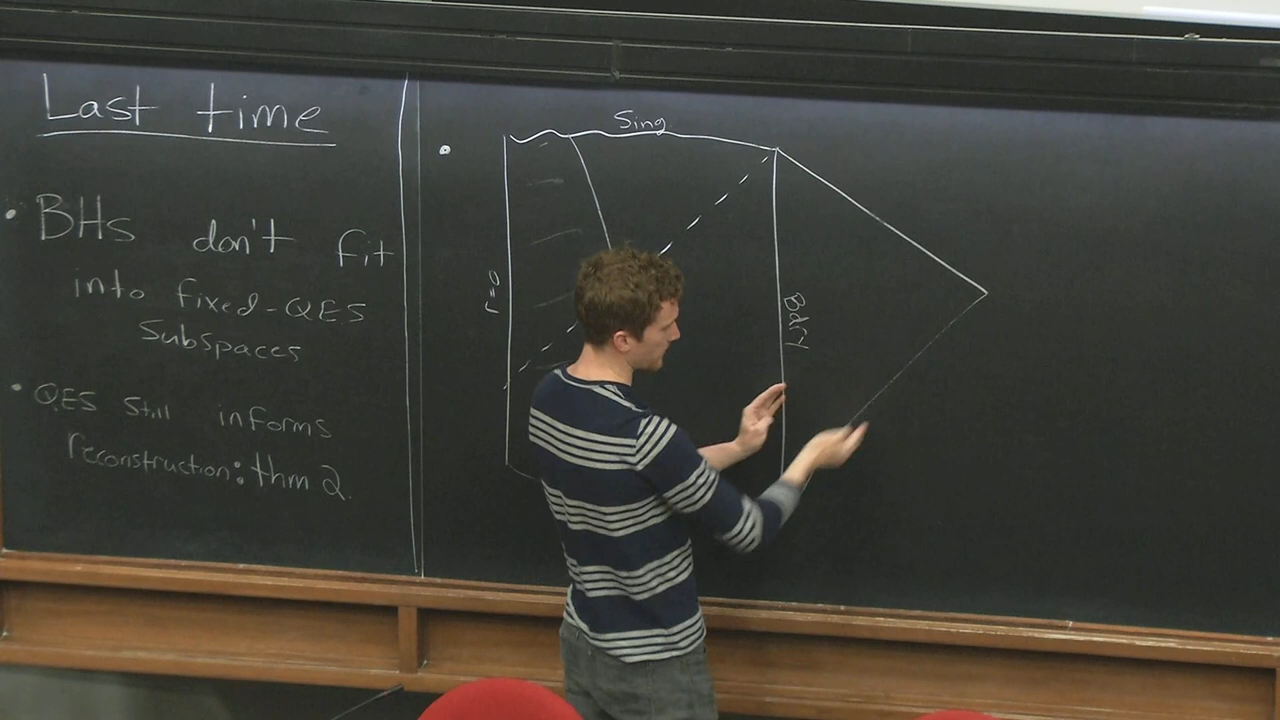 Last time
• BHs don't fit
into fixed-QES
subspaces
• QES still informs
reconstruction: thm 2.
•
Sing
r=0
Bdry